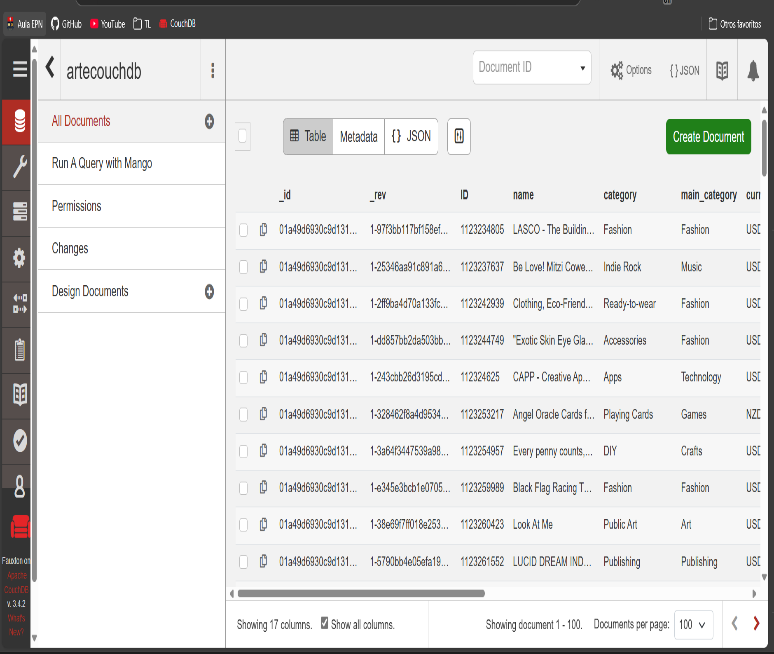 Aula EPN GitHub YouTube TL CouchDB Otros favoritos
artecouchdb
Document ID Options { } JSON
All Documents
Run A Query with Mango
Permissions
Changes
Design Documents
Table Metadata {} JSON
Create Document
_id _rev ID name category main_category curr
01a49d6930c9d131... 1-97f3bb117bf158ef... 1123234805 LASCO - The Buildin... Fashion Fashion USD
01a49d6930c9d131... 1-25346aa91c891a6... 1123237637 Be Love! Mitzi Cowe... Indie Rock Music USD
01a49d6930c9d131... 1-2ff9ba4d70a133fc... 1123242939 Clothing, Eco-Friend... Ready-to-wear Fashion USD
01a49d6930c9d131... 1-dd857bb2da503bb... 1123244749 "Exotic Skin Eye Gla... Accessories Fashion USD
01a49d6930c9d131... 1-243cbb26d3195cd... 112324625 CAPP - Creative Ap... Apps Technology USD
01a49d6930c9d131... 1-328462f8a4d9534... 1123253217 Angel Oracle Cards f... Playing Cards Games NZD
01a49d6930c9d131... 1-3a64f3447539a98... 1123254957 Every penny counts,... DIY Crafts USD
01a49d6930c9d131... 1-e345e3bcb1e0705... 1123259989 Black Flag Racing T... Fashion Fashion USD
01a49d6930c9d131... 1-38e69f7ff018e253... 1123260423 Look At Me Public Art Art USD
01a49d6930c9d131... 1-5790bb4e05efa19... 1123261552 LUCID DREAM IND... Publishing Publishing USD
Fauxton on
Apache
CouchDB
v. 3.4.2
What's
New?
Showing 17 columns. Show all columns. Showing document 1 - 100. Documents per page: 100